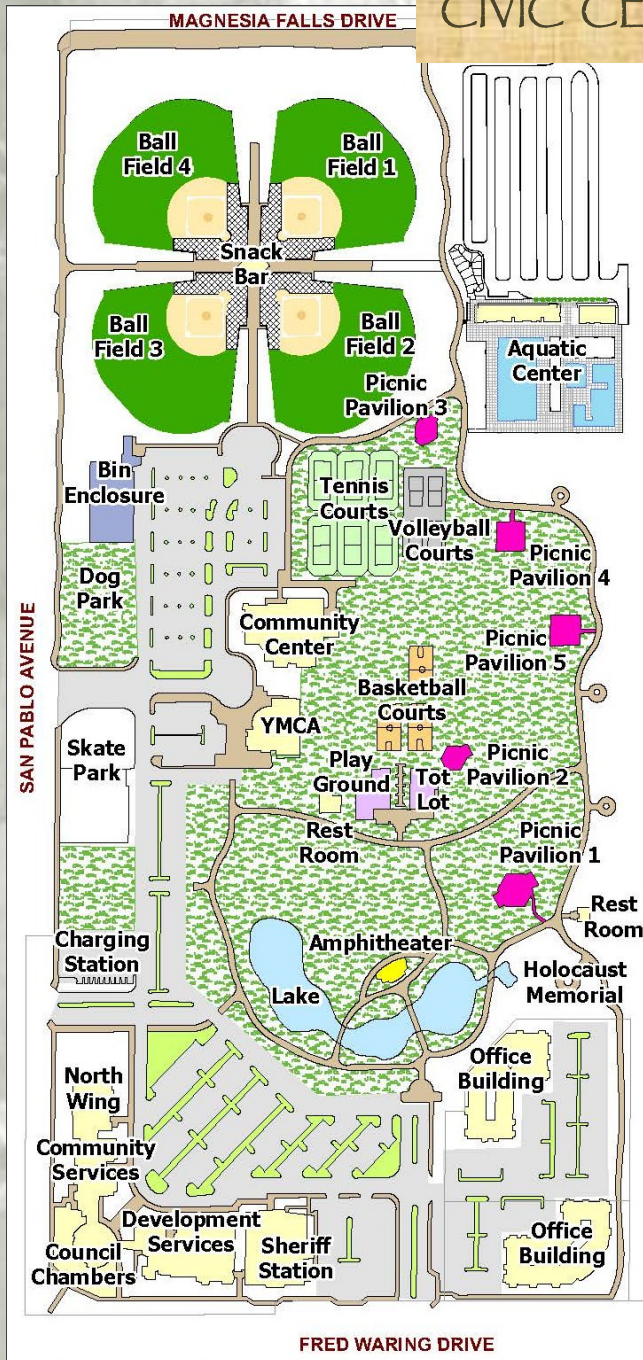 CIVIC CE
MAGNESIA FALLS DRIVE
Ball
Field 4
Ball
Field 1
Snack
Bar
Ball
Field 3
Ball
Field 2
Aquatic
Center
Picnic
Pavilion 3
Bin
Enclosure
Tennis
Courts
Volleyball
Courts
Picnic
Pavilion 4
Dog
Park
Community
Center
Picnic
Pavilion 5
SAN PABLO AVENUE
Basketball
Courts
YMCA
Skate
Park
Play
Ground
Tot
Lot
Picnic
Pavilion 2
Rest
Room
Picnic
Pavilion 1
Rest
Room
Charging
Station
Amphitheater
Lake
Holocaust
Memorial
North
Wing
Office
Building
Community
Services
Development
Services
Sheriff
Station
Council
Chambers
Office
Building
FRED WARING DRIVE